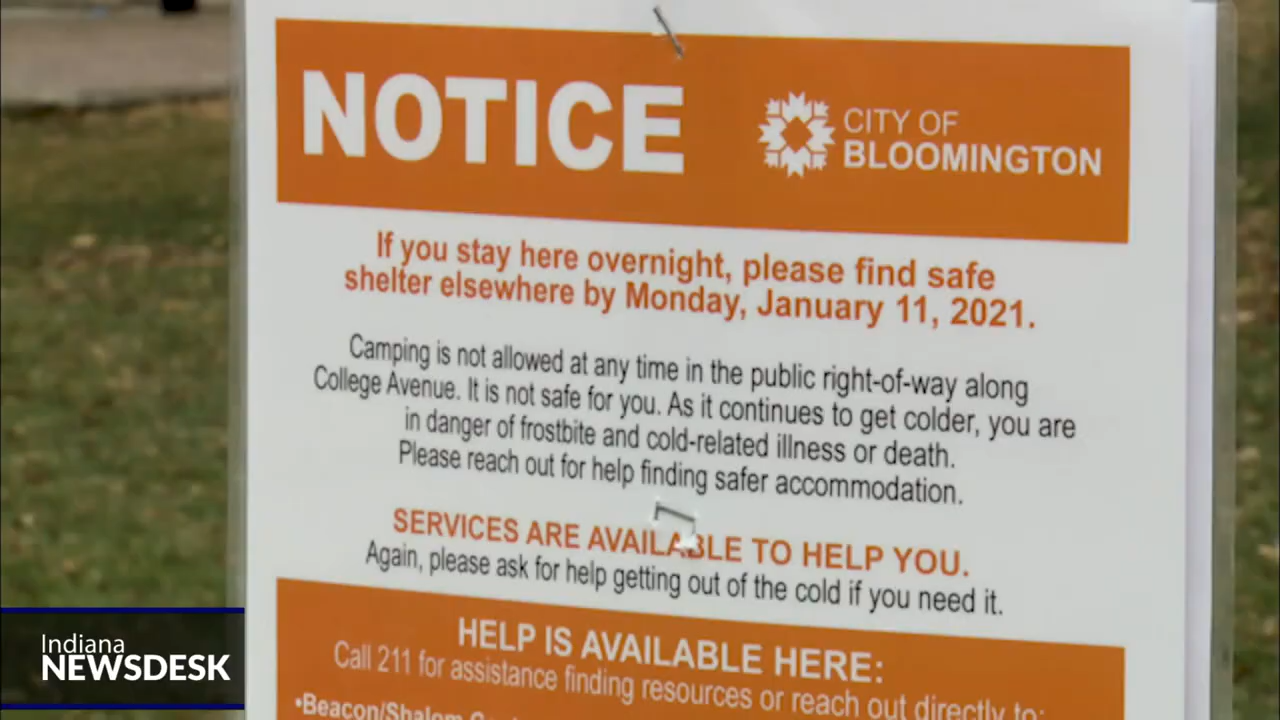 NOTICE
CITY OF
BLOOMINGTON
If you stay here overnight, please find safe
shelter elsewhere by Monday, January 11, 2021.
Camping is not allowed at any time in the public right-of-way along
College Avenue. It is not safe for you. As it continues to get colder, you are
in danger of frostbite and cold-related illness or death.
Please reach out for help finding safer accommodation.
SERVICES ARE AVAILABLE TO HELP YOU.
Again, please ask for help getting out of the cold if you need it.
HELP IS AVAILABLE HERE:
Call 211 for assistance finding resources or reach out directly to:
•Beacon/Shalom
Indiana
NEWSDESK